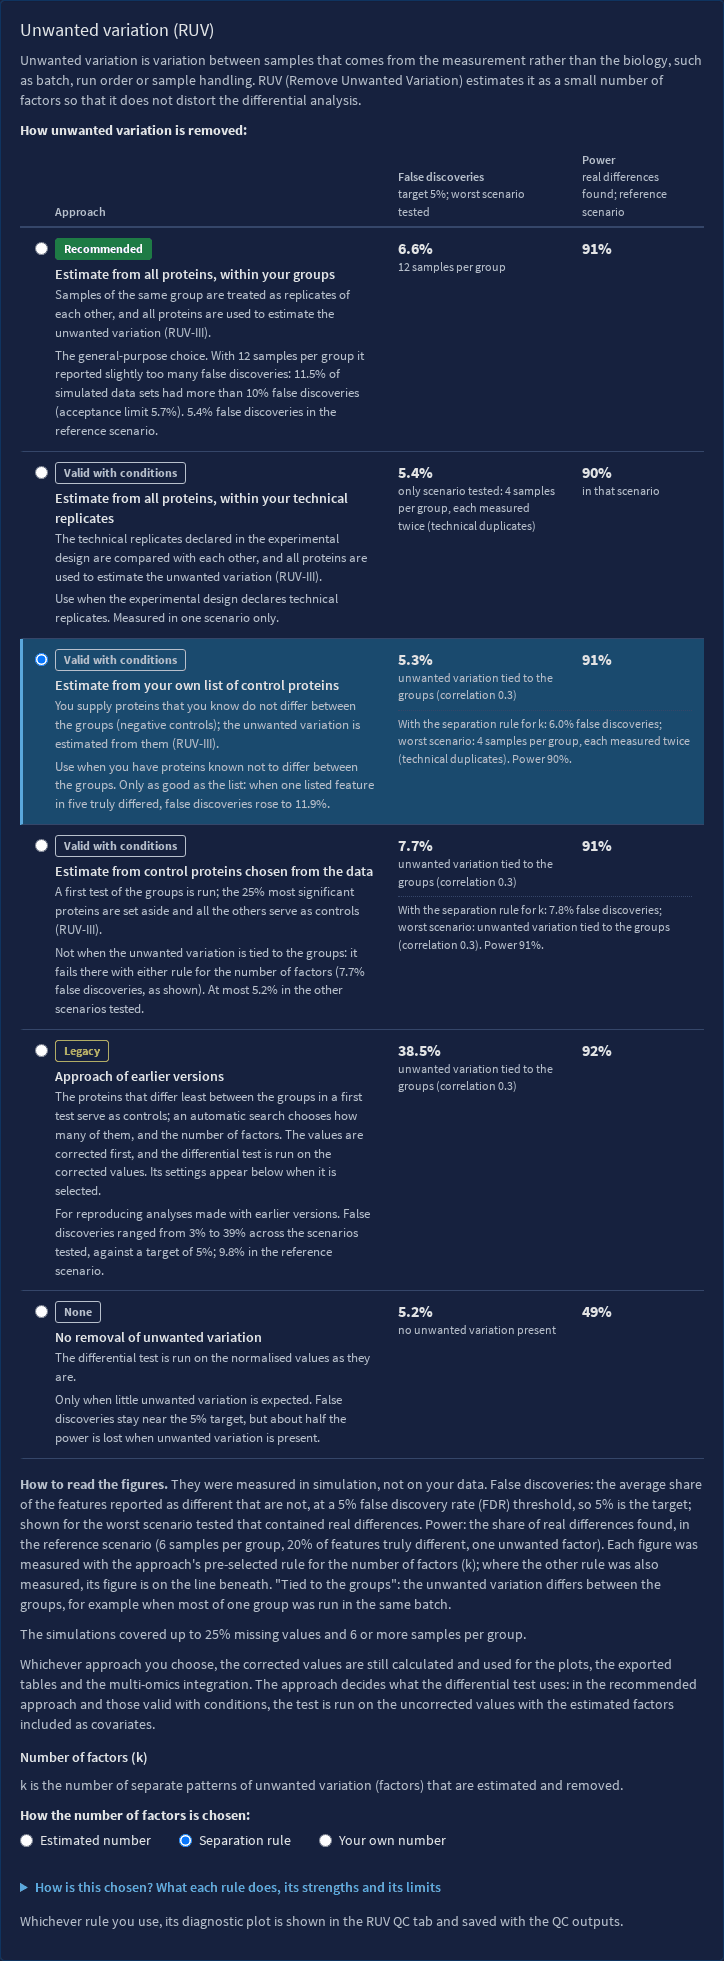 Unwanted variation (RUV)
Unwanted variation is variation between samples that comes from the measurement rather than the biology, such
as batch, run order or sample handling. RUV (Remove Unwanted Variation) estimates it as a small number of
factors so that it does not distort the differential analysis.
How unwanted variation is removed:
Approach
False discoveries
target 5%; worst scenario
tested
Power
real differences
found; reference
scenario
Recommended
6.6%
91%
12 samples per group
Estimate from all proteins, within your groups
Samples of the same group are treated as replicates of
each other, and all proteins are used to estimate the
unwanted variation (RUV-III).
The general-purpose choice. With 12 samples per group it
reported slightly too many false discoveries: 11.5% of
simulated data sets had more than 10% false discoveries
(acceptance limit 5.7%). 5.4% false discoveries in the
reference scenario.
Valid with conditions
5.4%
90%
only scenario tested: 4 samples
per group, each measured
twice (technical duplicates)
in that scenario
Estimate from all proteins, within your technical
replicates
The technical replicates declared in the experimental
design are compared with each other, and all proteins are
used to estimate the unwanted variation (RUV-III).
Use when the experimental design declares technical
replicates. Measured in one scenario only.
Valid with conditions
5.3%
91%
unwanted variation tied to the
groups (correlation 0.3)
With the separation rule for k: 6.0% false discoveries;
worst scenario: 4 samples per group, each measured twice
(technical duplicates). Power 90%.
Estimate from your own list of control proteins
You supply proteins that you know do not differ between
the groups (negative controls); the unwanted variation is
estimated from them (RUV-III).
Use when you have proteins known not to differ between
the groups. Only as good as the list: when one listed feature
in five truly differed, false discoveries rose to 11.9%.
Valid with conditions
7.7%
91%
unwanted variation tied to the
groups (correlation 0.3)
With the separation rule for k: 7.8% false discoveries;
worst scenario: unwanted variation tied to the groups
(correlation 0.3). Power 91%.
Estimate from control proteins chosen from the data
A first test of the groups is run; the 25% most significant
proteins are set aside and all the others serve as controls
(RUV-III).
Not when the unwanted variation is tied to the groups: it
fails there with either rule for the number of factors (7.7%
false discoveries, as shown). At most 5.2% in the other
scenarios tested.
Legacy
38.5%
92%
unwanted variation tied to the
groups (correlation 0.3)
Approach of earlier versions
The proteins that differ least between the groups in a first
test serve as controls; an automatic search chooses how
many of them, and the number of factors. The values are
corrected first, and the differential test is run on the
corrected values. Its settings appear below when it is
selected.
For reproducing analyses made with earlier versions. False
discoveries ranged from 3% to 39% across the scenarios
tested, against a target of 5%; 9.8% in the reference
scenario.
None
5.2%
49%
no unwanted variation present
No removal of unwanted variation
The differential test is run on the normalised values as they
are.
Only when little unwanted variation is expected. False
discoveries stay near the 5% target, but about half the
power is lost when unwanted variation is present.
How to read the figures. They were measured in simulation, not on your data. False discoveries: the average share
of the features reported as different that are not, at a 5% false discovery rate (FDR) threshold, so 5% is the target;
shown for the worst scenario tested that contained real differences. Power: the share of real differences found, in
the reference scenario (6 samples per group, 20% of features truly different, one unwanted factor). Each figure was
measured with the approach's pre-selected rule for the number of factors (k); where the other rule was also
measured, its figure is on the line beneath. "Tied to the groups": the unwanted variation differs between the
groups, for example when most of one group was run in the same batch.
The simulations covered up to 25% missing values and 6 or more samples per group.
Whichever approach you choose, the corrected values are still calculated and used for the plots, the exported
tables and the multi-omics integration. The approach decides what the differential test uses: in the recommended
approach and those valid with conditions, the test is run on the uncorrected values with the estimated factors
included as covariates.
Number of factors (k)
k is the number of separate patterns of unwanted variation (factors) that are estimated and removed.
How the number of factors is chosen:
Estimated number
Separation rule
Your own number
How is this chosen? What each rule does, its strengths and its limits
Whichever rule you use, its diagnostic plot is shown in the RUV QC tab and saved with the QC outputs.